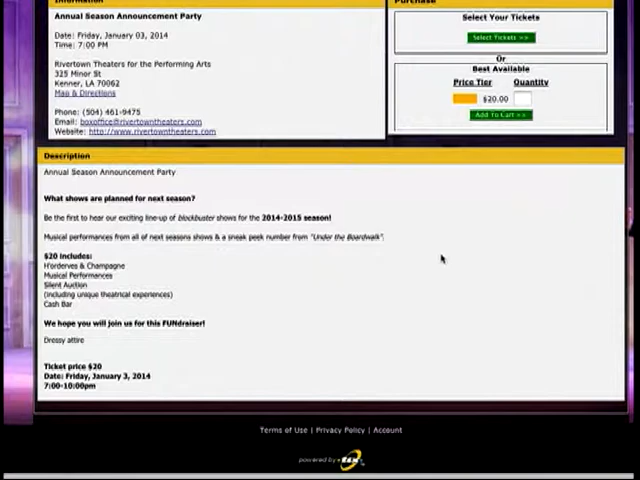 Information
Annual Season Announcement Party
Date: Friday, January 03, 2014
Time: 7:00 PM
Rivertown Theaters for the Performing Arts
325 Minor St
Kenner, LA 70062
Map & Directions
Phone: (504) 461-9475
Email: boxoffice@rivertowntheaters.com
Website: http://www.rivertowntheaters.com
Purchase
Select Your Tickets
Select Tickets >>
Or
Best Available
Price Tier Quantity
$20.00
Add To Cart >>
Description
Annual Season Announcement Party
What shows are planned for next season?
Be the first to hear our exciting line-up of blockbuster shows for the 2014-2015 season!
Musical performances from all of next seasons shows & a sneak peek number from "Under the Boardwalk".
$20 includes:
H'orderves & Champagne
Musical Performances
Silent Auction
(including unique theatrical experiences)
Cash Bar
We hope you will join us for this FUNdraiser!
Dressy attire
Ticket price $20
Date: Friday, January 3, 2014
7:00-10:00pm
Terms of Use | Privacy Policy | Account
powered by